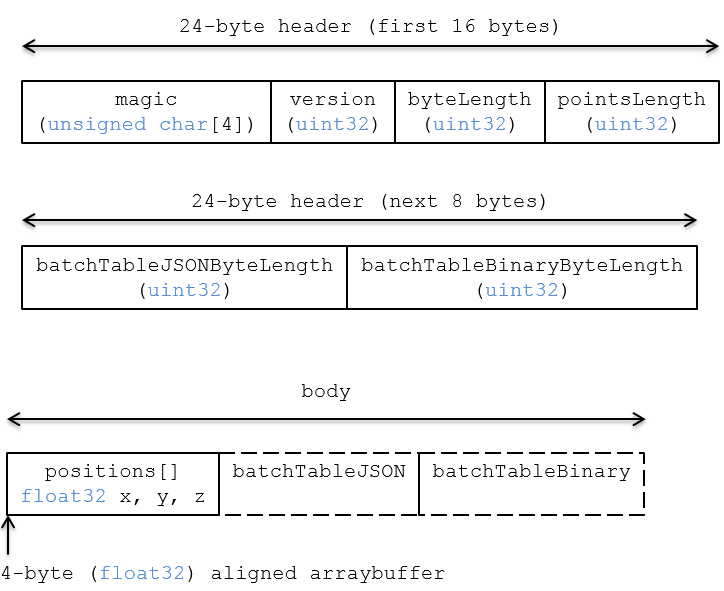 24-byte header (first 16 bytes)
magic version byteLength pointsLength
(unsigned char[4]) (uint32) (uint32) (uint32)
24-byte header (next 8 bytes)
batchTableJSONByteLength batchTableBinaryByteLength
(uint32) (uint32)
body
positions[] batchTableJSON batchTableBinary
float32 x, y, z
4-byte (float32) aligned arraybuffer